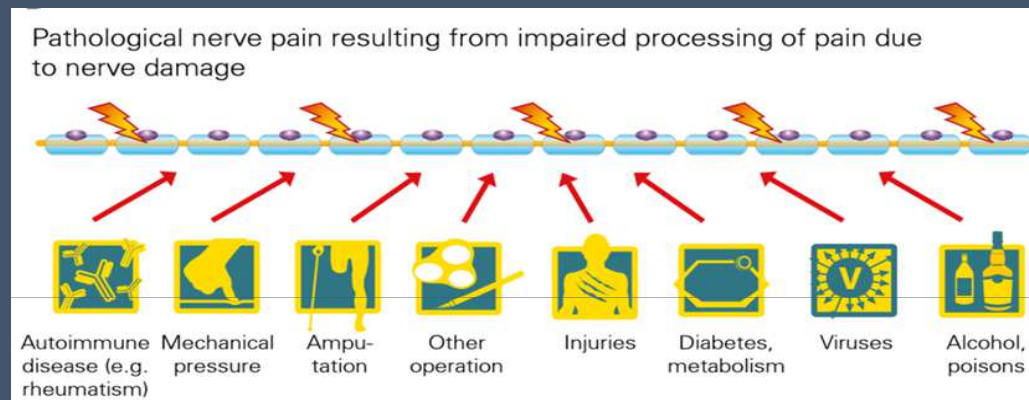 Pathological nerve pain resulting from impaired processing of pain due
to nerve damage
V
Autoimmune
disease (e.g.
rheumatism)
Mechanical
pressure
Ampu-
tation
Other
operation
Injuries
Diabetes,
metabolism
Viruses
Alcohol,
poisons